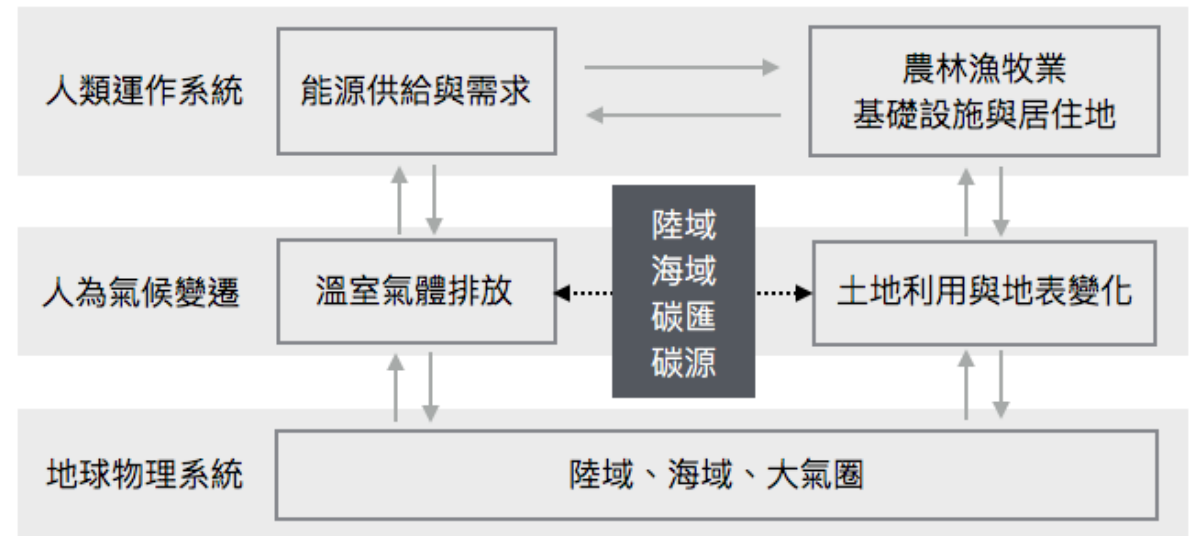 人類運作系統
能源供給與需求
農林漁牧業
基礎設施與居住地
人為氣候變遷
溫室氣體排放
陸域
海域
碳匯
碳源
土地利用與地表變化
地球物理系統
陸域、海域、大氣圈